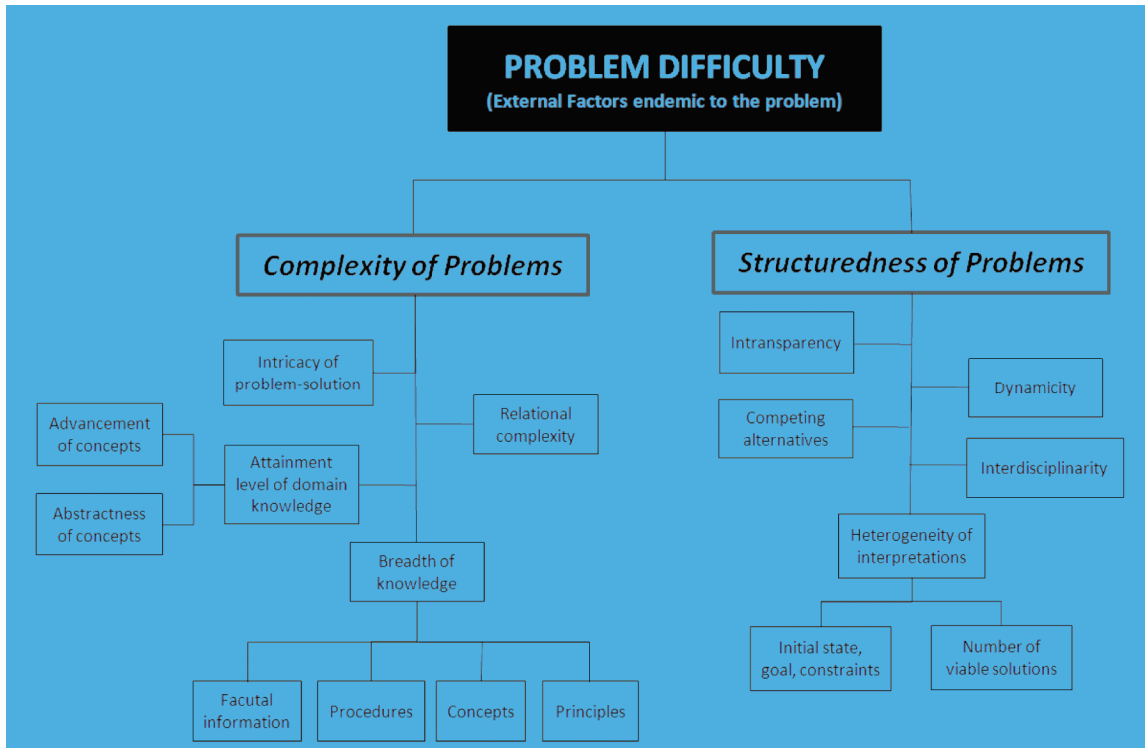 PROBLEM DIFFICULTY
(External Factors endemic to the problem)
Complexity of Problems
Structuredness of Problems
Intricacy of
problem-solution
Relational
complexity
Advancement
of concepts
Attainment
level of domain
knowledge
Abstractness
of concepts
Breadth of
knowledge
Facutal
information
Procedures
Concepts
Principles
Intransparency
Dynamicity
Competing
alternatives
Interdisciplinarity
Heterogeneity of
interpretations
Initial state,
goal, constraints
Number of
viable solutions